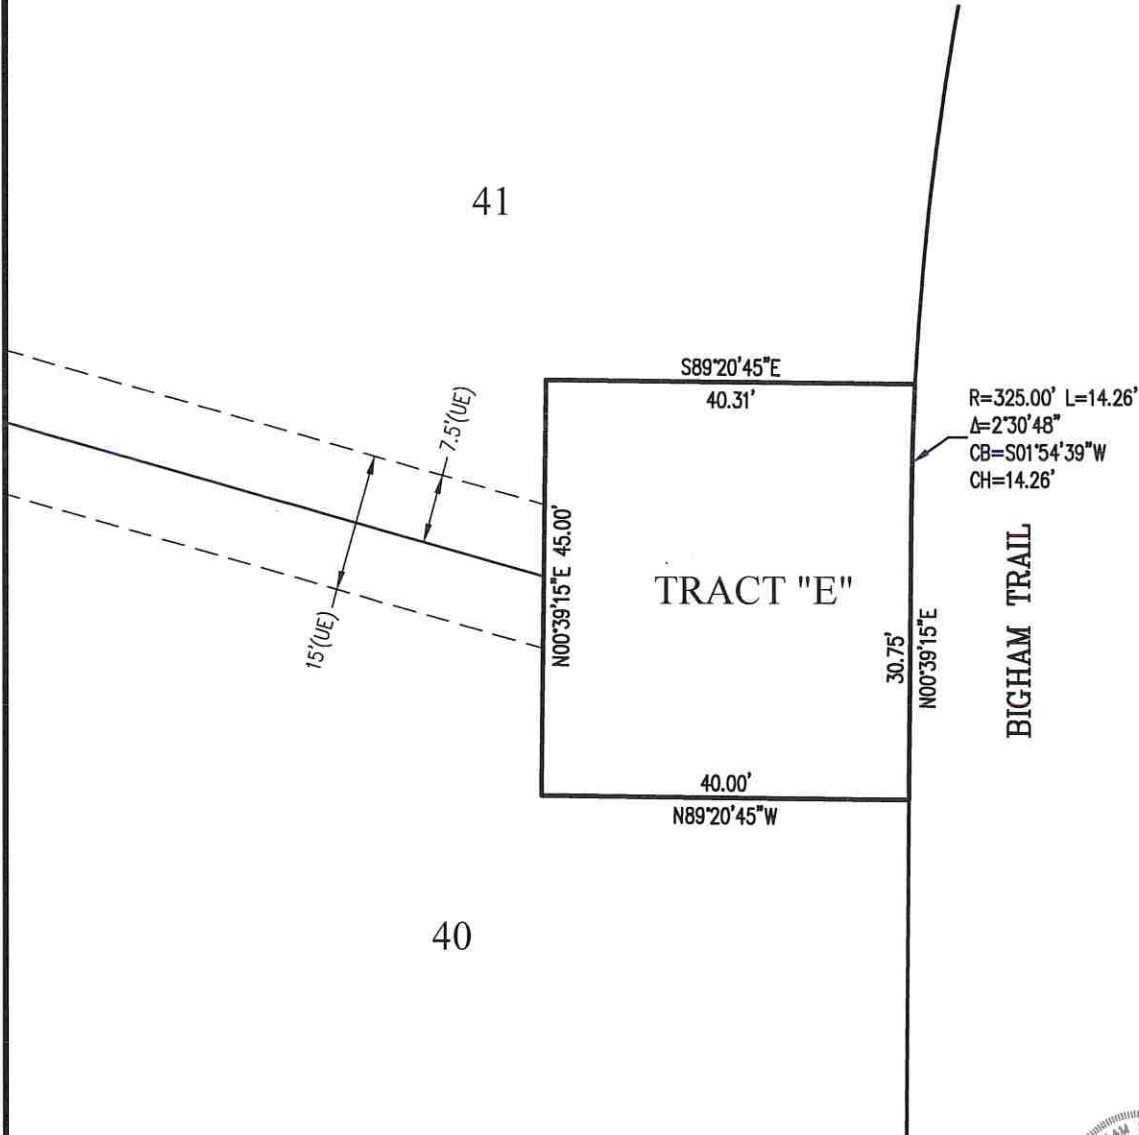 41
S89°20'45"E
40.31'
R=325.00' L=14.26'
Δ=2°30'48"
CB=S01°54'39"W
CH=14.26'
7.5'(UE)
15'(UE)
N00°39'15"E 45.00'
TRACT "E"
30.75'
N00°39'15"E
BIGHAM TRAIL
40.00'
N89°20'45"W
40